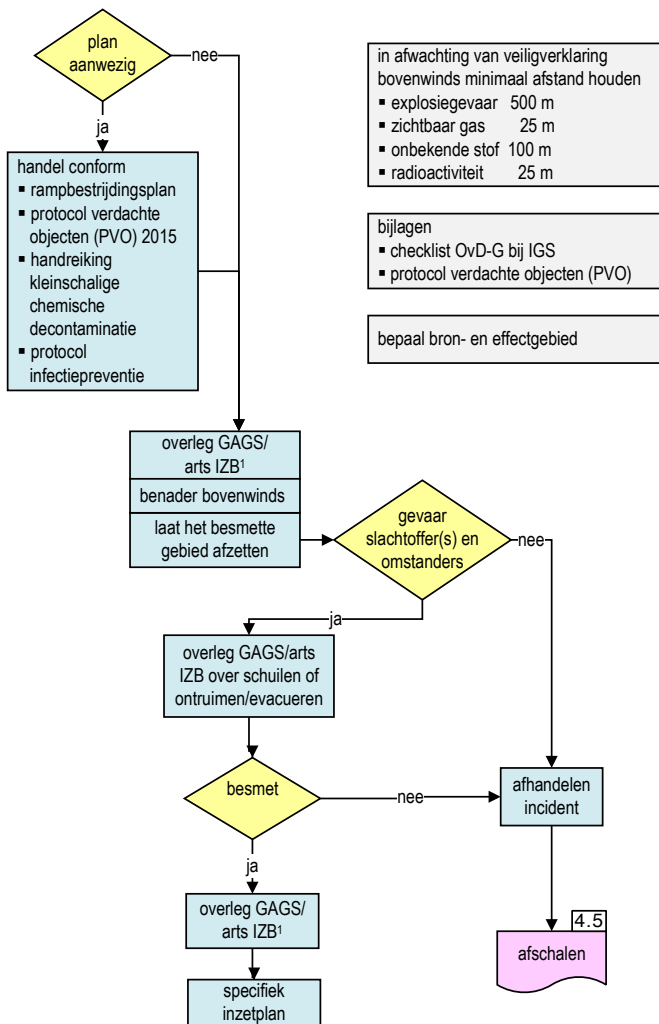 plan
aanwezig
nee
ja
handel conform
▪ rampbestrijdingsplan
▪ protocol verdachte
objecten (PVO) 2015
▪ handreiking
kleinschalige
chemische
decontaminatie
▪ protocol
infectiepreventie
in afwachting van veiligverklaring
bovenwinds minimaal afstand houden
▪ explosiegevaar 500 m
▪ zichtbaar gas 25 m
▪ onbekende stof 100 m
▪ radioactiviteit 25 m
bijlagen
▪ checklist OvD-G bij IGS
▪ protocol verdachte objecten (PVO)
bepaal bron- en effectgebied
overleg GAGS/
arts IZB¹
benader bovenwinds
laat het besmette
gebied afzetten
gevaar
slachtoffer(s) en
omstanders
nee
ja
overleg GAGS/arts
IZB over schuilen of
ontruimen/evacueren
besmet
nee
afhandelen
incident
ja
overleg GAGS/
arts IZB¹
4.5
afschalen
specifiek
inzetplan